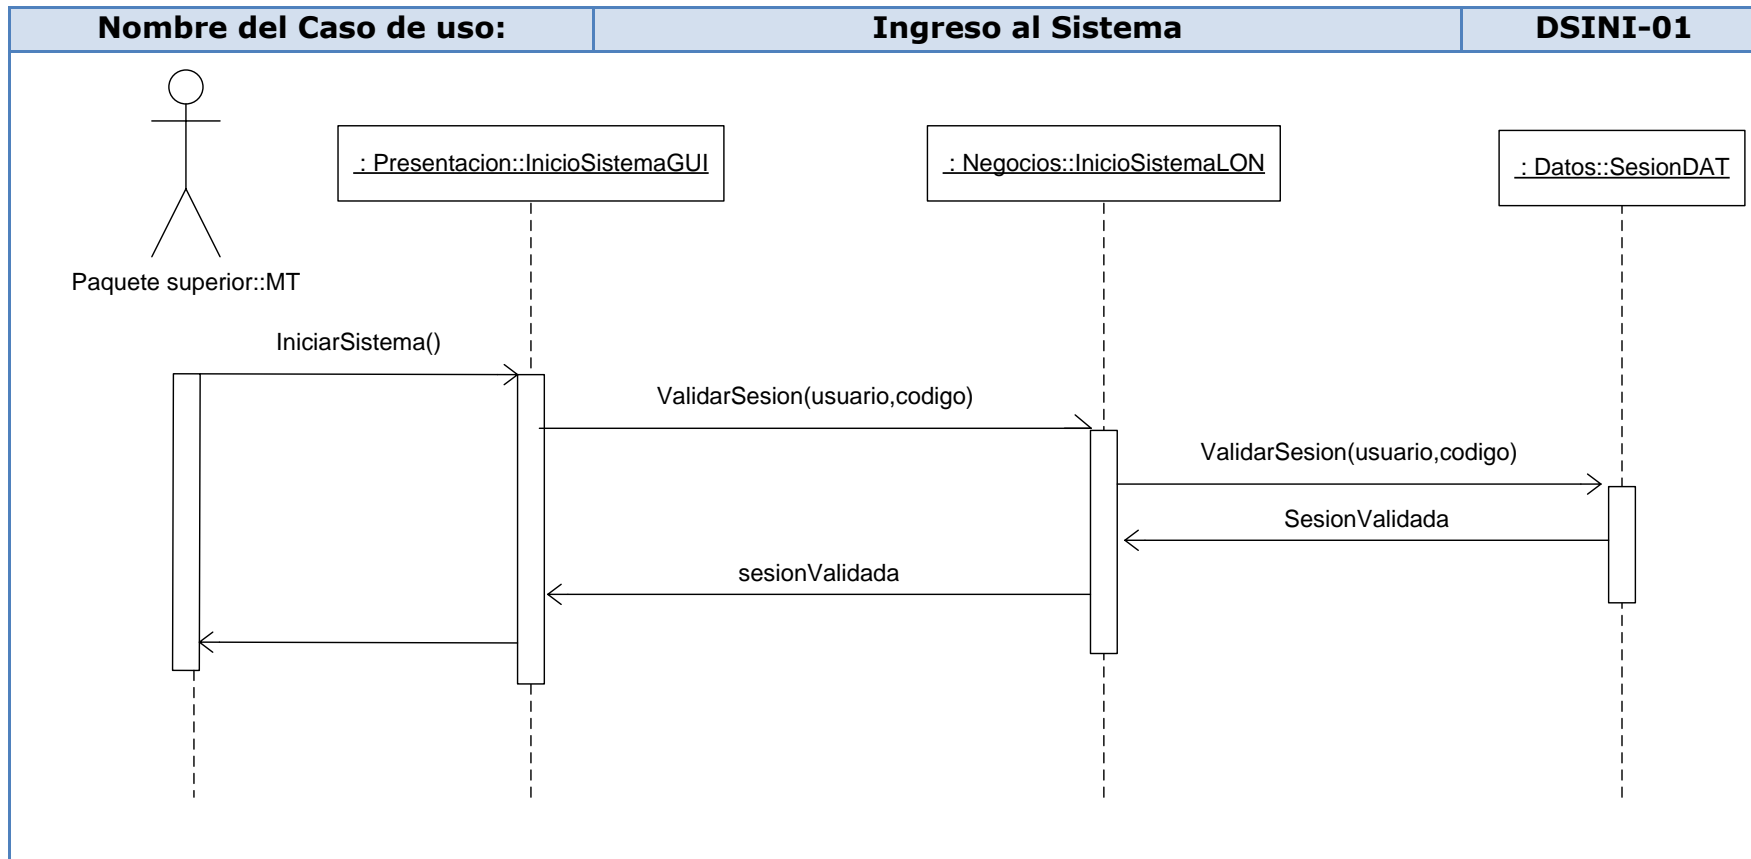 Nombre del Caso de uso:
Ingreso al Sistema
DSINI-01
: Presentacion::InicioSistemaGUI
: Negocios::InicioSistemaLON
: Datos::SesionDAT
Paquete superior::MT
IniciarSistema()
ValidarSesion(usuario,codigo)
ValidarSesion(usuario,codigo)
SesionValidada
sesionValidada